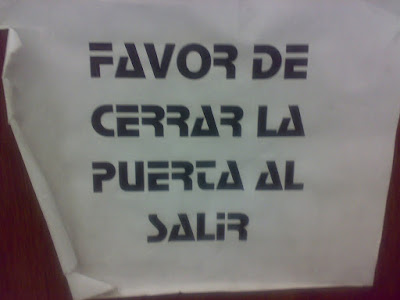 FAVOR DE
CERRAR LA
PUERTA AL
SALIR